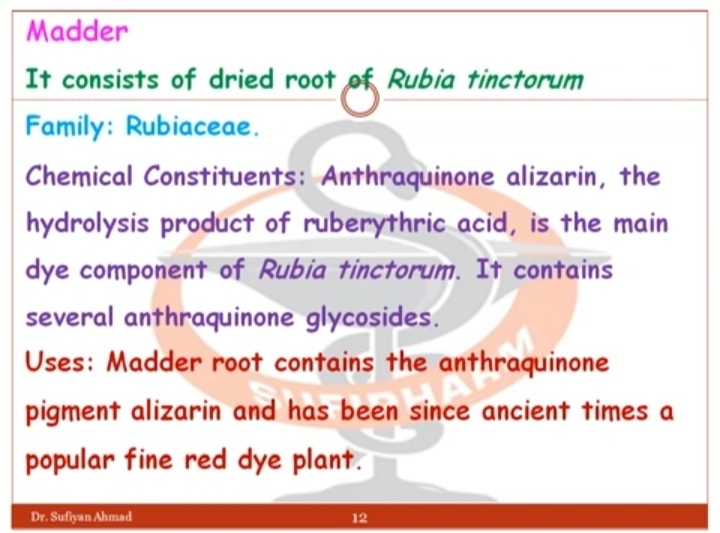 Madder
It consists of dried root of Rubia tinctorum
Family: Rubiaceae.
Chemical Constituents: Anthraquinone alizarin, the
hydrolysis product of ruberythric acid, is the main
dye component of Rubia tinctorum. It contains
several anthraquinone glycosides.
Uses: Madder root contains the anthraquinone
pigment alizarin and has been since ancient times a
popular fine red dye plant.
SUFIPHARM
Dr. Sufiyan Ahmad
12